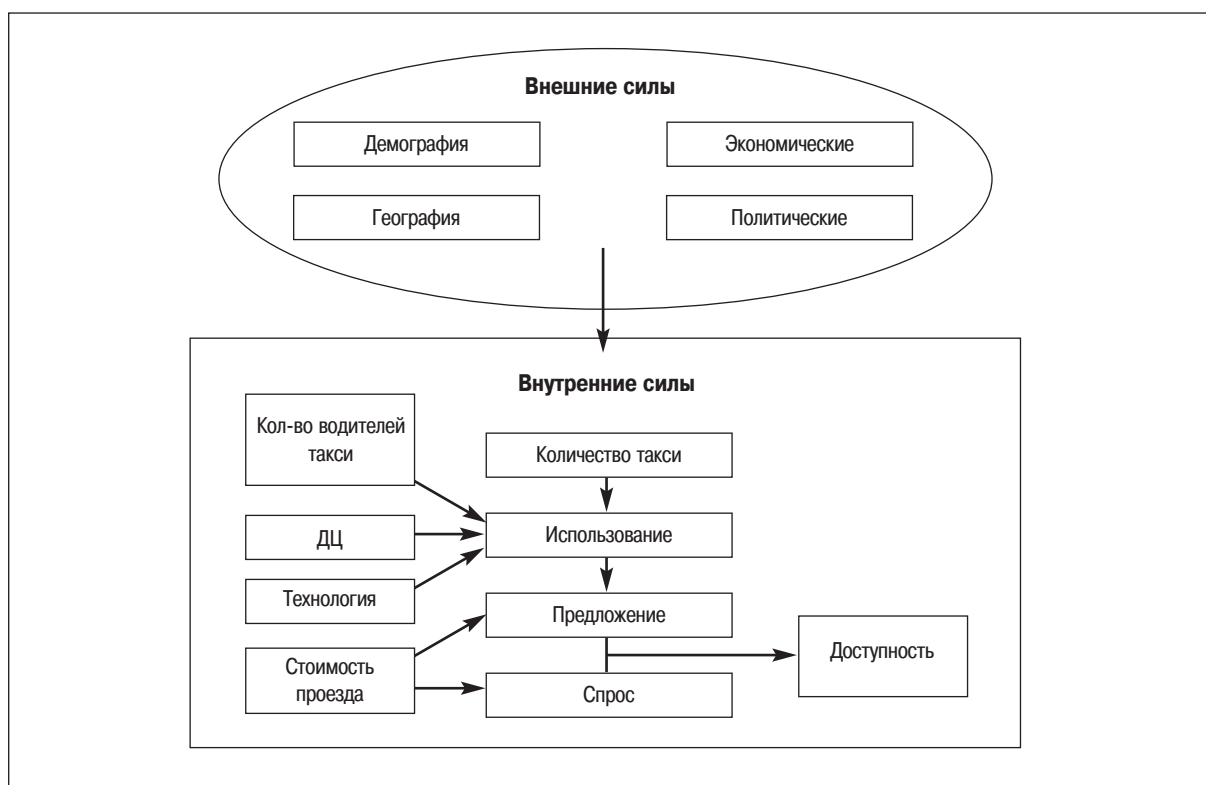 Внешние силы
Демография
Экономические
География
Политические
Внутренние силы
Кол-во водителей
такси
Количество такси
ДЦ
Использование
Технология
Предложение
Стоимость
проезда
Спрос
Доступность